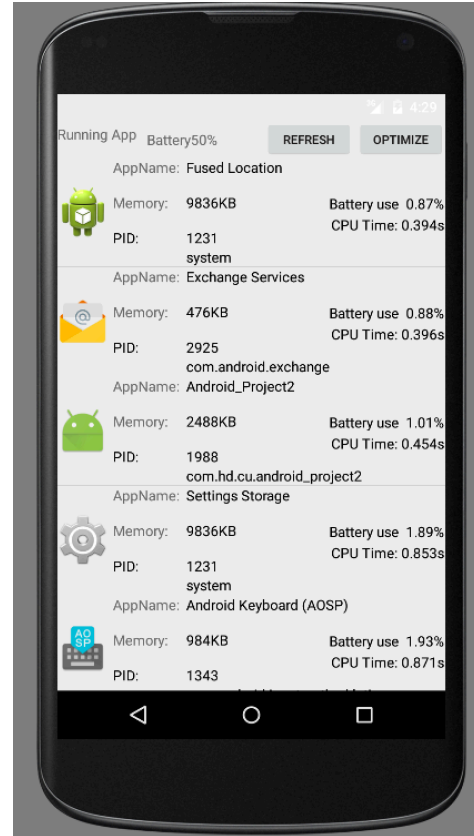 3G 4:29
Running App Battery50% REFRESH OPTIMIZE
AppName: Fused Location
Memory: 9836KB Battery use 0.87%
CPU Time: 0.394s
PID: 1231
system
AppName: Exchange Services
@
Memory: 476KB Battery use 0.88%
CPU Time: 0.396s
PID: 2925
com.android.exchange
AppName: Android_Project2
Memory: 2488KB Battery use 1.01%
CPU Time: 0.454s
PID: 1988
com.hd.cu.android_project2
AppName: Settings Storage
Memory: 9836KB Battery use 1.89%
CPU Time: 0.853s
PID: 1231
system
AppName: Android Keyboard (AOSP)
AO
SP
Memory: 984KB Battery use 1.93%
CPU Time: 0.871s
PID: 1343